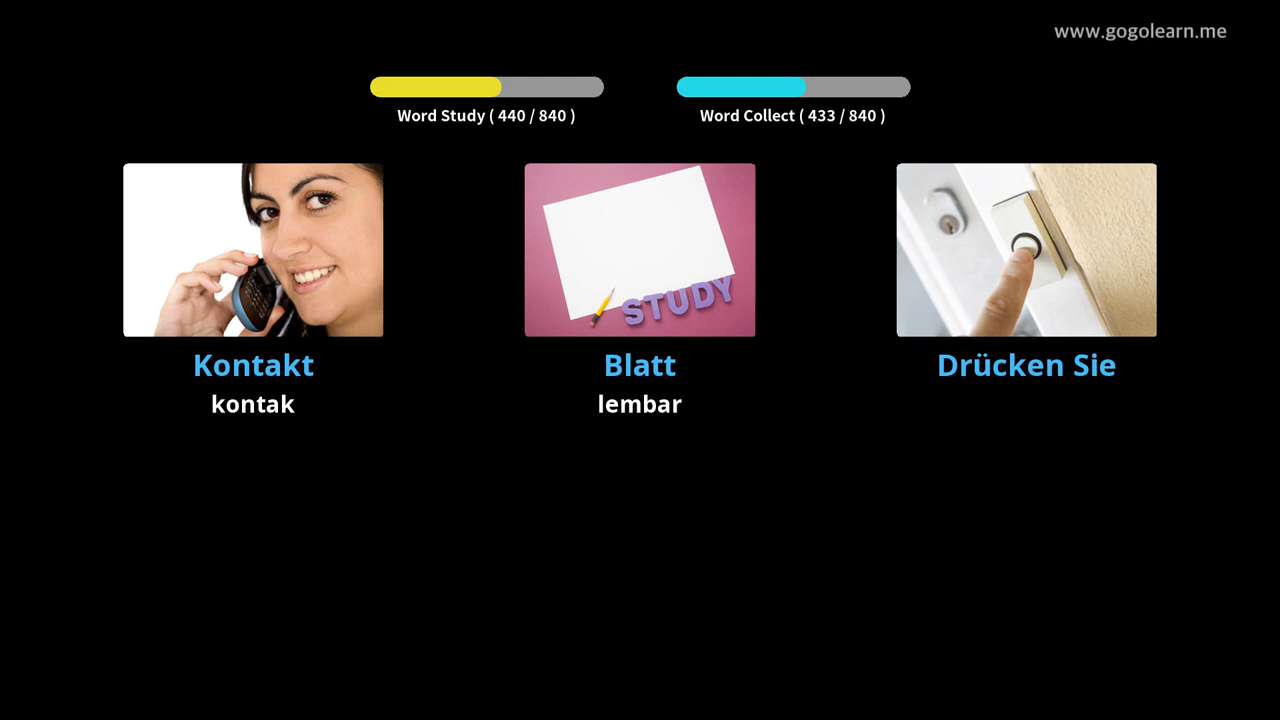 www.gogolearn.me
Word Study ( 440 / 840 )
Word Collect ( 433 / 840 )
STUDY
Kontakt
Blatt
Drücken Sie
kontak
lembar